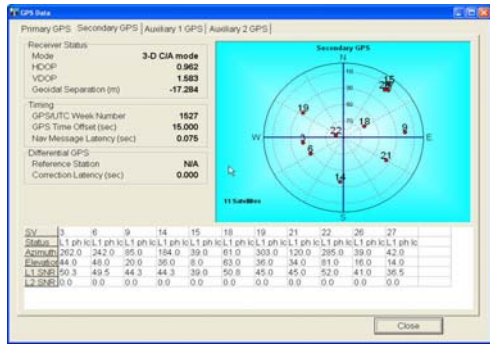 GPS Data
Primary GPS Secondary GPS Auxiliary 1 GPS Auxiliary 2 GPS
Receiver Status
Mode 3-D C/A mode
HDOP 0.962
VDOP 1.583
Geoidal Separation (m) -17.284
Timing
GPS/UTC Week Number 1527
GPS Time Offset (sec) 15.000
Nav Message Latency (sec) 0.075
Differential GPS
Reference Station N/A
Correction Latency (sec) 0.000
Secondary GPS
N
90
70
50
15
19
18
22
9
W
E
3
6
21
14
S
11 Satellites
SV 3 6 9 14 15 18 19 21 22 26 27
Status L1 ph lc L1 ph lc L1 ph lc L1 ph lc L1 ph lc L1 ph lc L1 ph lc L1 ph lc L1 ph lc L1 ph lc L1 ph lc
Azimuth 262.0 242.0 85.0 184.0 39.0 61.0 303.0 120.0 285.0 39.0 42.0
Elevation 44.0 48.0 20.0 36.0 8.0 63.0 36.0 34.0 81.0 16.0 14.0
L1 SNR 50.3 49.5 44.3 44.3 39.0 50.8 45.0 45.0 52.0 41.0 36.5
L2 SNR 0.0 0.0 0.0 0.0 0.0 0.0 0.0 0.0 0.0 0.0 0.0
Close